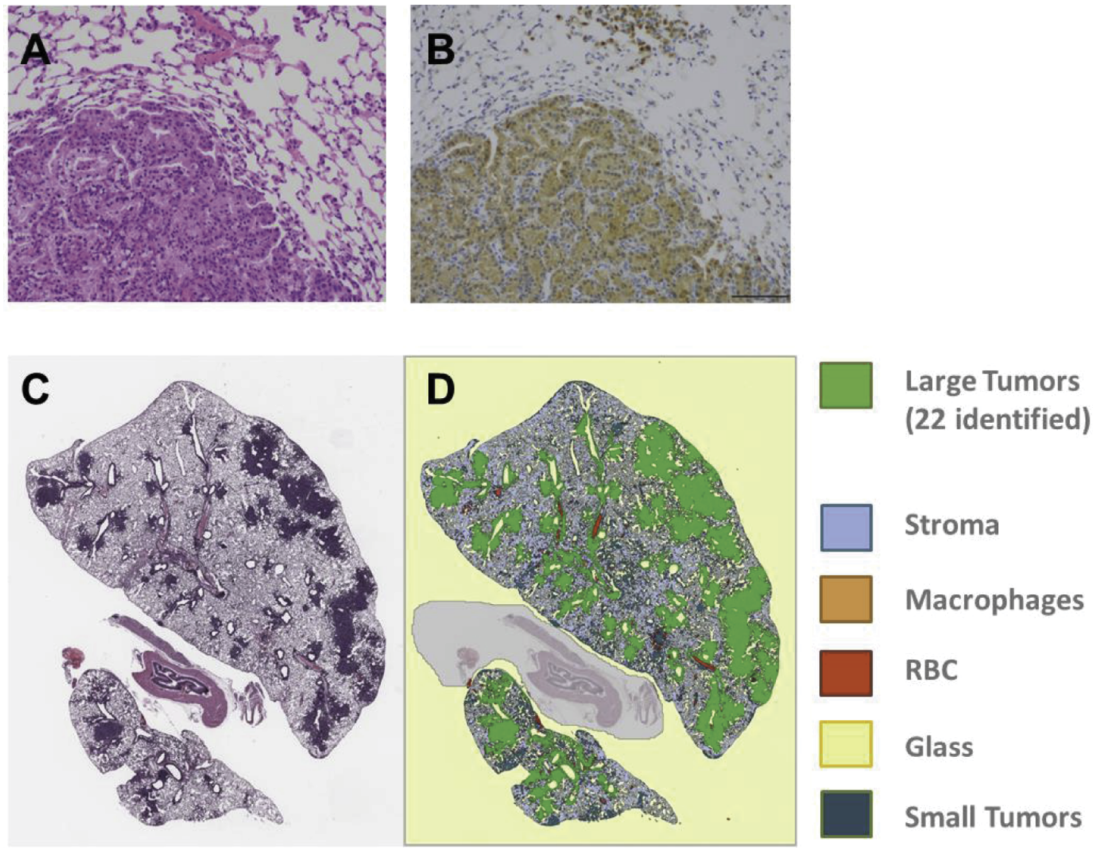 A
B
C
D
Large Tumors
(22 identified)
Stroma
Macrophages
RBC
Glass
Small Tumors